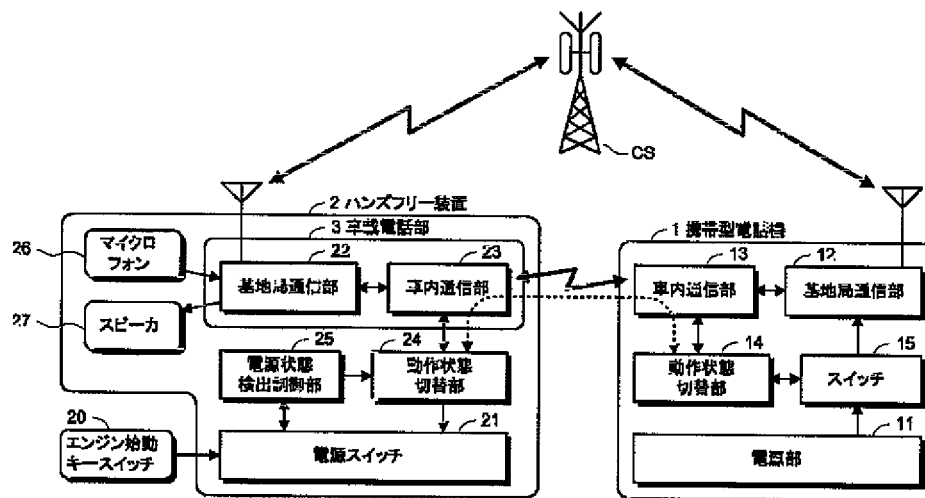 CS
2 ハンズフリー装置
3 車載電話部
26
マイクロ
フォン
22
基地局通信部
23
車内通信部
27
スピーカ
25
電源状態
検出制御部
24
動作状態
切替部
20
エンジン始動
キースイッチ
21
電源スイッチ
1 携帯型電話機
13
車内通信部
12
基地局通信部
14
動作状態
切替部
15
スイッチ
11
電源部